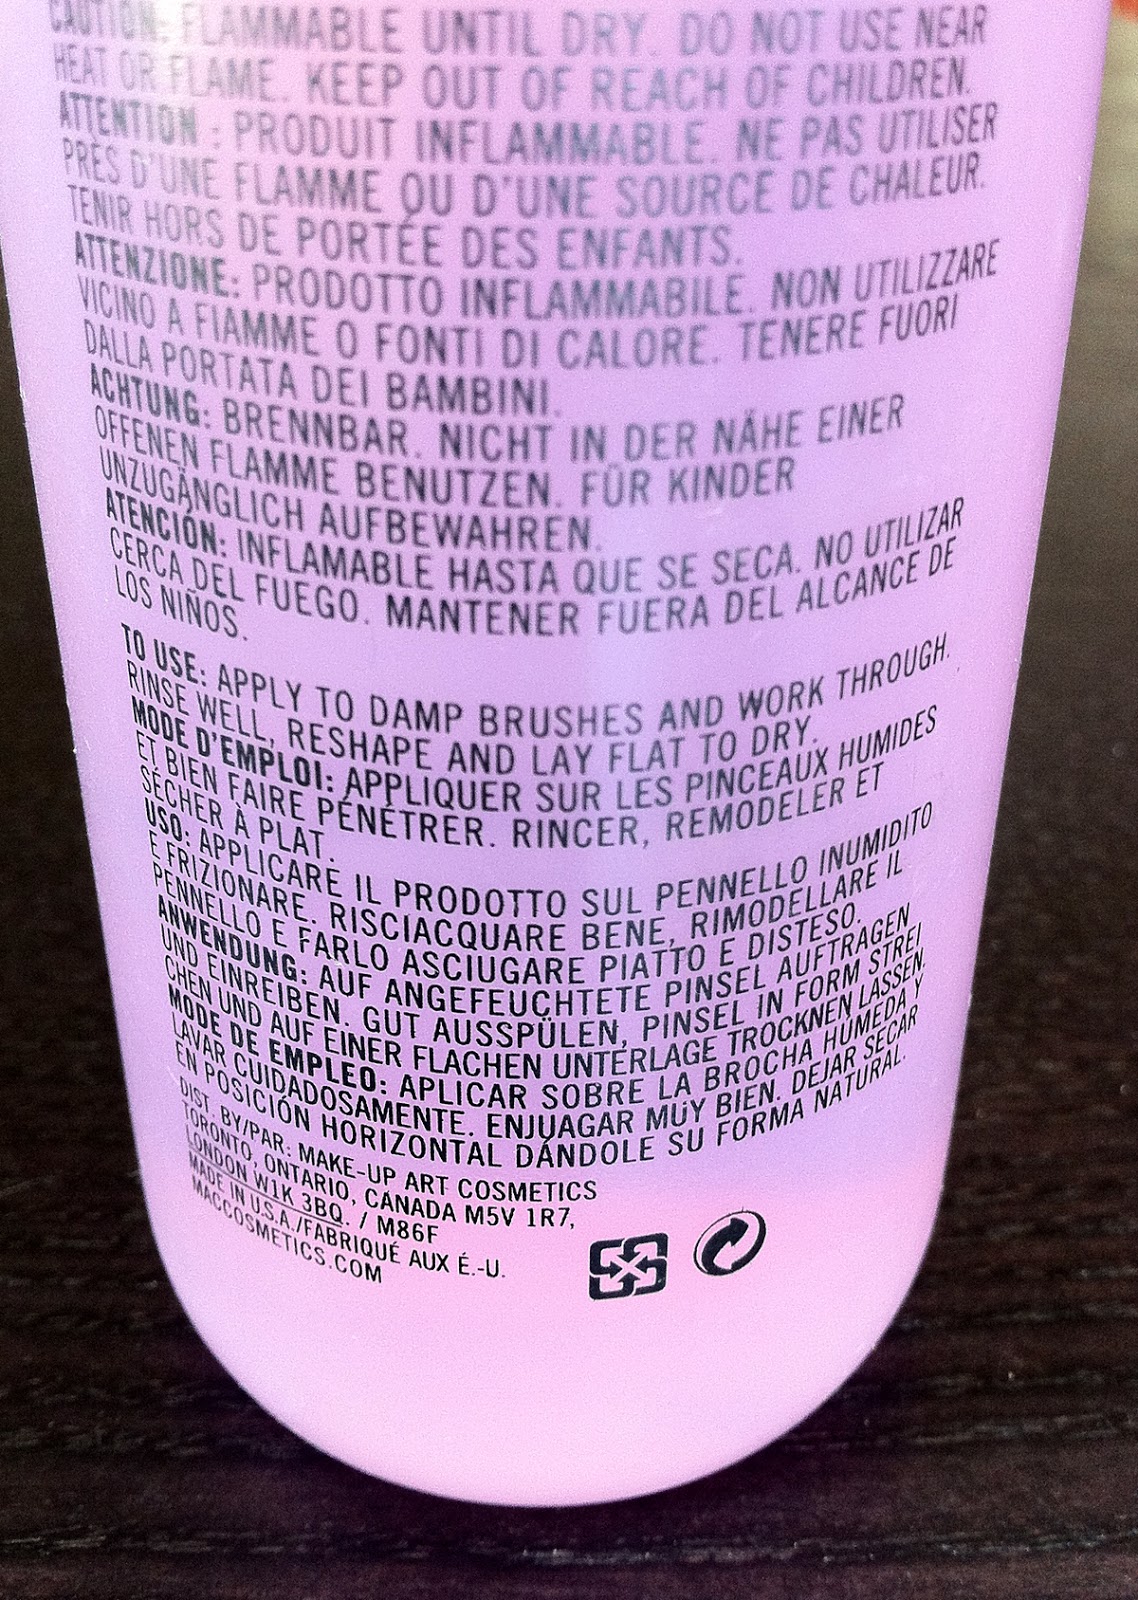 CAUTION: FLAMMABLE UNTIL DRY. DO NOT USE NEAR
HEAT OR FLAME. KEEP OUT OF REACH OF CHILDREN.
ATTENTION : PRODUIT INFLAMMABLE. NE PAS UTILISER
PRÈS D'UNE FLAMME OU D'UNE SOURCE DE CHALEUR.
TENIR HORS DE PORTÉE DES ENFANTS.
ATTENZIONE: PRODOTTO INFLAMMABILE. NON UTILIZZARE
VICINO A FIAMME O FONTI DI CALORE. TENERE FUORI
DALLA PORTATA DEI BAMBINI.
ACHTUNG: BRENNBAR. NICHT IN DER NÄHE EINER
OFFENEN FLAMME BENUTZEN. FÜR KINDER
UNZUGÄNGLICH AUFBEWAHREN.
ATENCIÓN: INFLAMABLE HASTA QUE SE SECA. NO UTILIZAR
CERCA DEL FUEGO. MANTENER FUERA DEL ALCANCE DE
LOS NIÑOS.
TO USE: APPLY TO DAMP BRUSHES AND WORK THROUGH.
RINSE WELL, RESHAPE AND LAY FLAT TO DRY.
MODE D'EMPLOI: APPLIQUER SUR LES PINCEAUX HUMIDES
ET BIEN FAIRE PÉNÉTRER. RINCER, REMODELER ET
SÉCHER À PLAT.
USO: APPLICARE IL PRODOTTO SUL PENNELLO INUMIDITO
E FRIZIONARE. RISCIACQUARE BENE, RIMODELLARE IL
PENNELLO E FARLO ASCIUGARE PIATTO E DISTESO.
ANWENDUNG: AUF ANGEFEUCHTETE PINSEL AUFTRAGEN
UND EINREIBEN. GUT AUSSPÜLEN, PINSEL IN FORM STREI
CHEN UND AUF EINER FLACHEN UNTERLAGE TROCKNEN LASSEN.
MODE DE EMPLEO: APLICAR SOBRE LA BROCHA HÚMEDA Y
LAVAR CUIDADOSAMENTE. ENJUAGAR MUY BIEN. DEJAR SECAR
EN POSICIÓN HORIZONTAL DÁNDOLE SU FORMA NATURAL.
DIST. BY/PAR: MAKE-UP ART COSMETICS
TORONTO, ONTARIO, CANADA M5V 1R7,
LONDON W1K 3BQ. / M86F
MADE IN U.S.A./FABRIQUÉ AUX É.-U.
MACCOSMETICS.COM